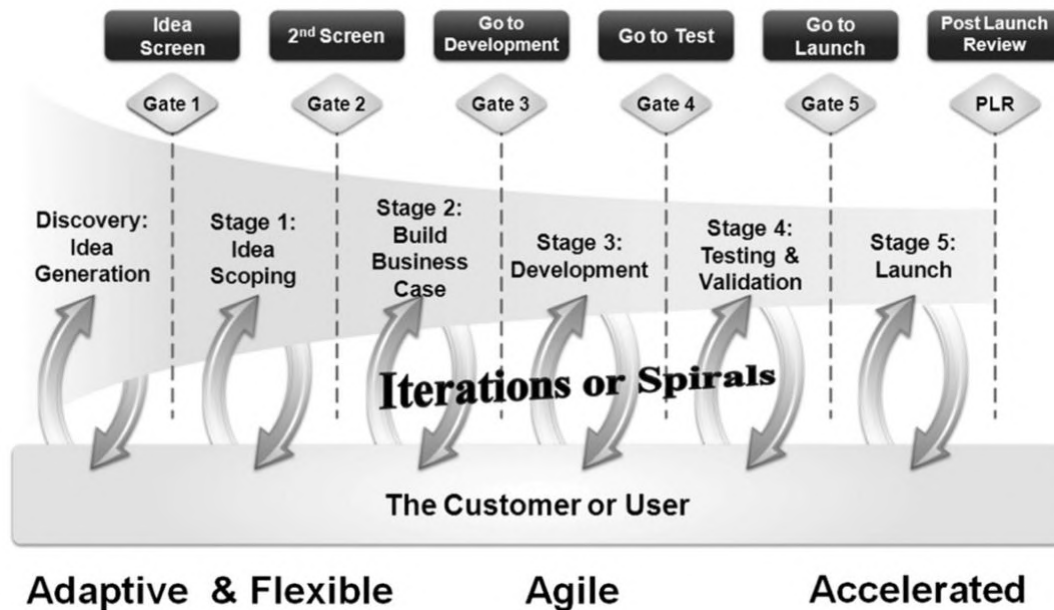 Idea
Screen
2nd Screen
Go to
Development
Go to Test
Go to
Launch
Post Launch
Review
Gate 1
Gate 2
Gate 3
Gate 4
Gate 5
PLR
Discovery:
Idea
Generation
Stage 1:
Idea
Scoping
Stage 2:
Build
Business
Case
Stage 3:
Development
Stage 4:
Testing &
Validation
Stage 5:
Launch
Iterations or Spirals
The Customer or User
Adaptive & Flexible
Agile
Accelerated